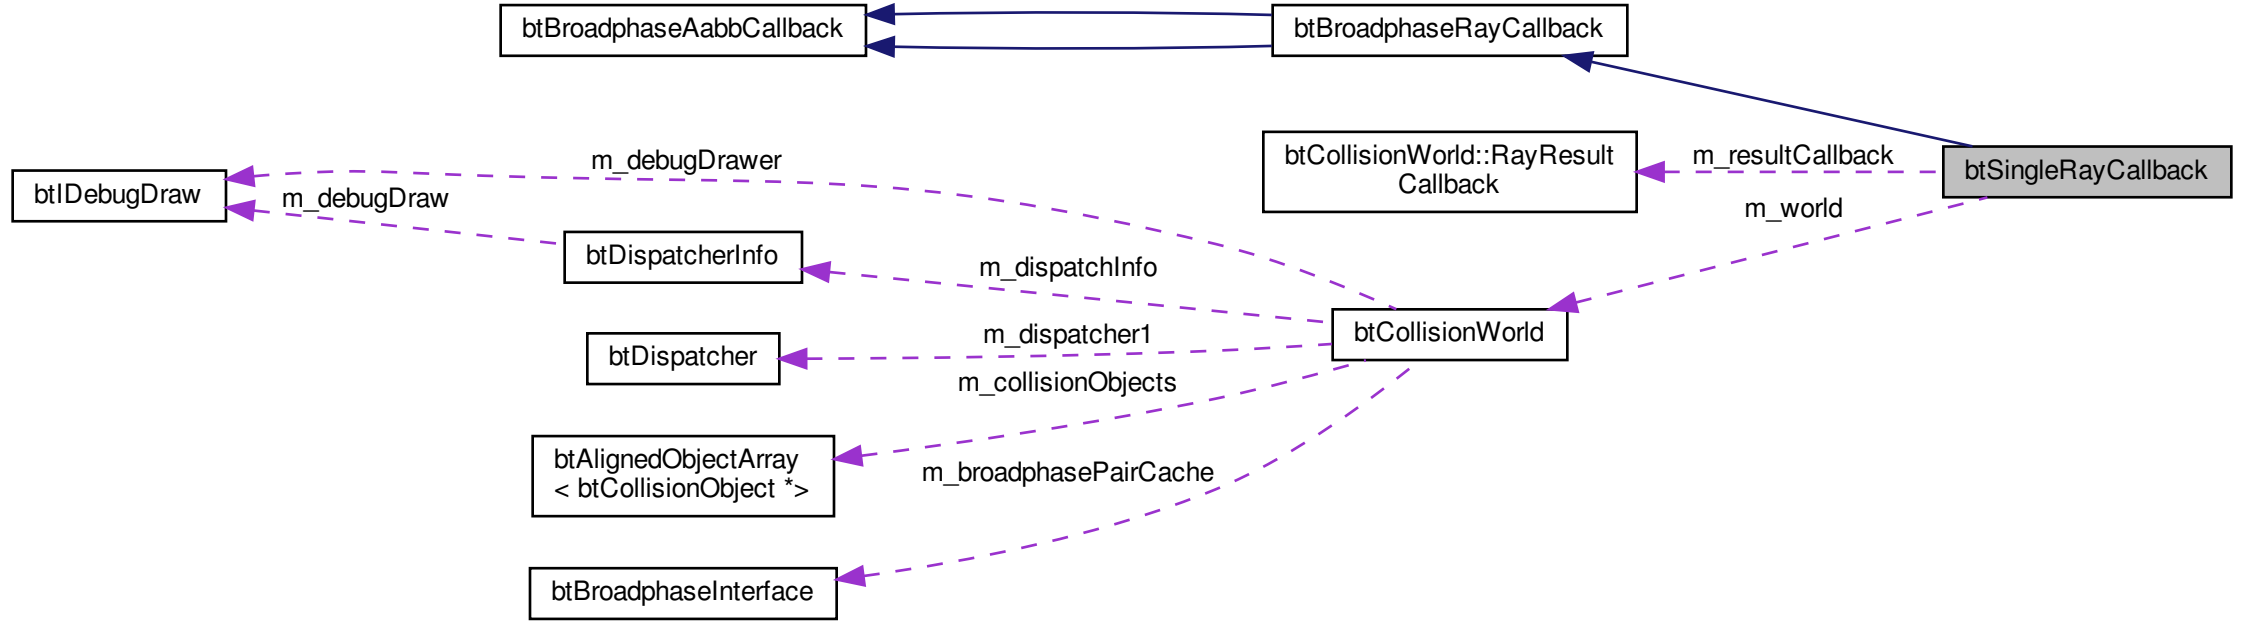 btBroadphaseAabbCallback
btBroadphaseRayCallback
m_debugDrawer
btCollisionWorld::RayResult
Callback
m_resultCallback
btSingleRayCallback
btIDebugDraw
m_debugDraw
m_world
btDispatcherInfo
m_dispatchInfo
btDispatcher
m_dispatcher1
btCollisionWorld
m_collisionObjects
btAlignedObjectArray
< btCollisionObject *>
m_broadphasePairCache
btBroadphaseInterface